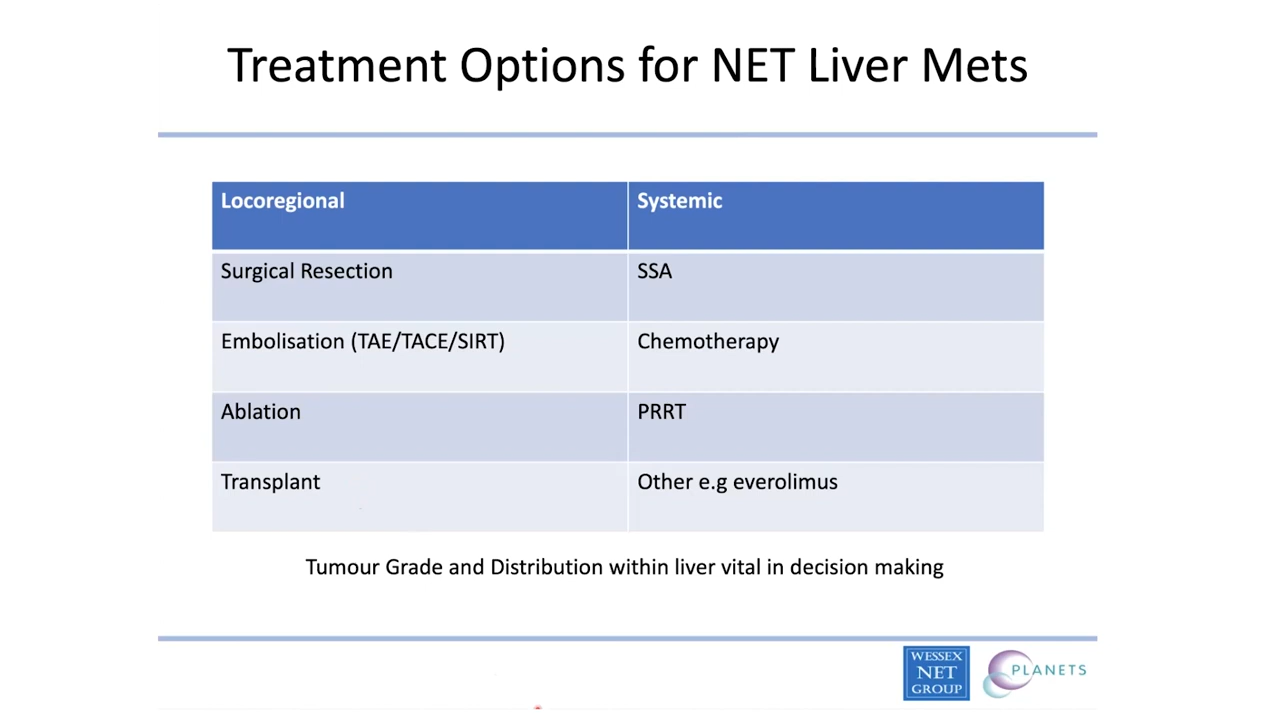 Treatment Options for NET Liver Mets
Locoregional
Systemic
Surgical Resection
SSA
Embolisation (TAE/TACE/SIRT)
Chemotherapy
Ablation
PRRT
Transplant
Other e.g everolimus
Tumour Grade and Distribution within liver vital in decision making
WESSEX
NET
GROUP
PLANETS